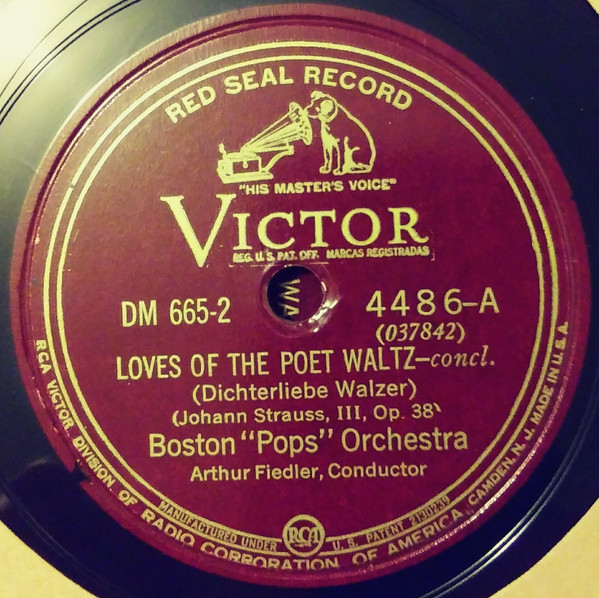 RED SEAL RECORD
"HIS MASTER'S VOICE"
VICTOR
REG. U.S. PAT. OFF. MARCAS REGISTRADAS
WA
DM 665-2
4486-A
(037842)
LOVES OF THE POET WALTZ—concl.
(Dichterliebe Walzer)
(Johann Strauss, III, Op. 38)
Boston "Pops" Orchestra
Arthur Fiedler, Conductor
MANUFACTURED UNDER RCA U. S. PATENT 2130239
RCA VICTOR DIVISION OF RADIO CORPORATION OF AMERICA, CAMDEN, N. J. MADE IN U.S.A.